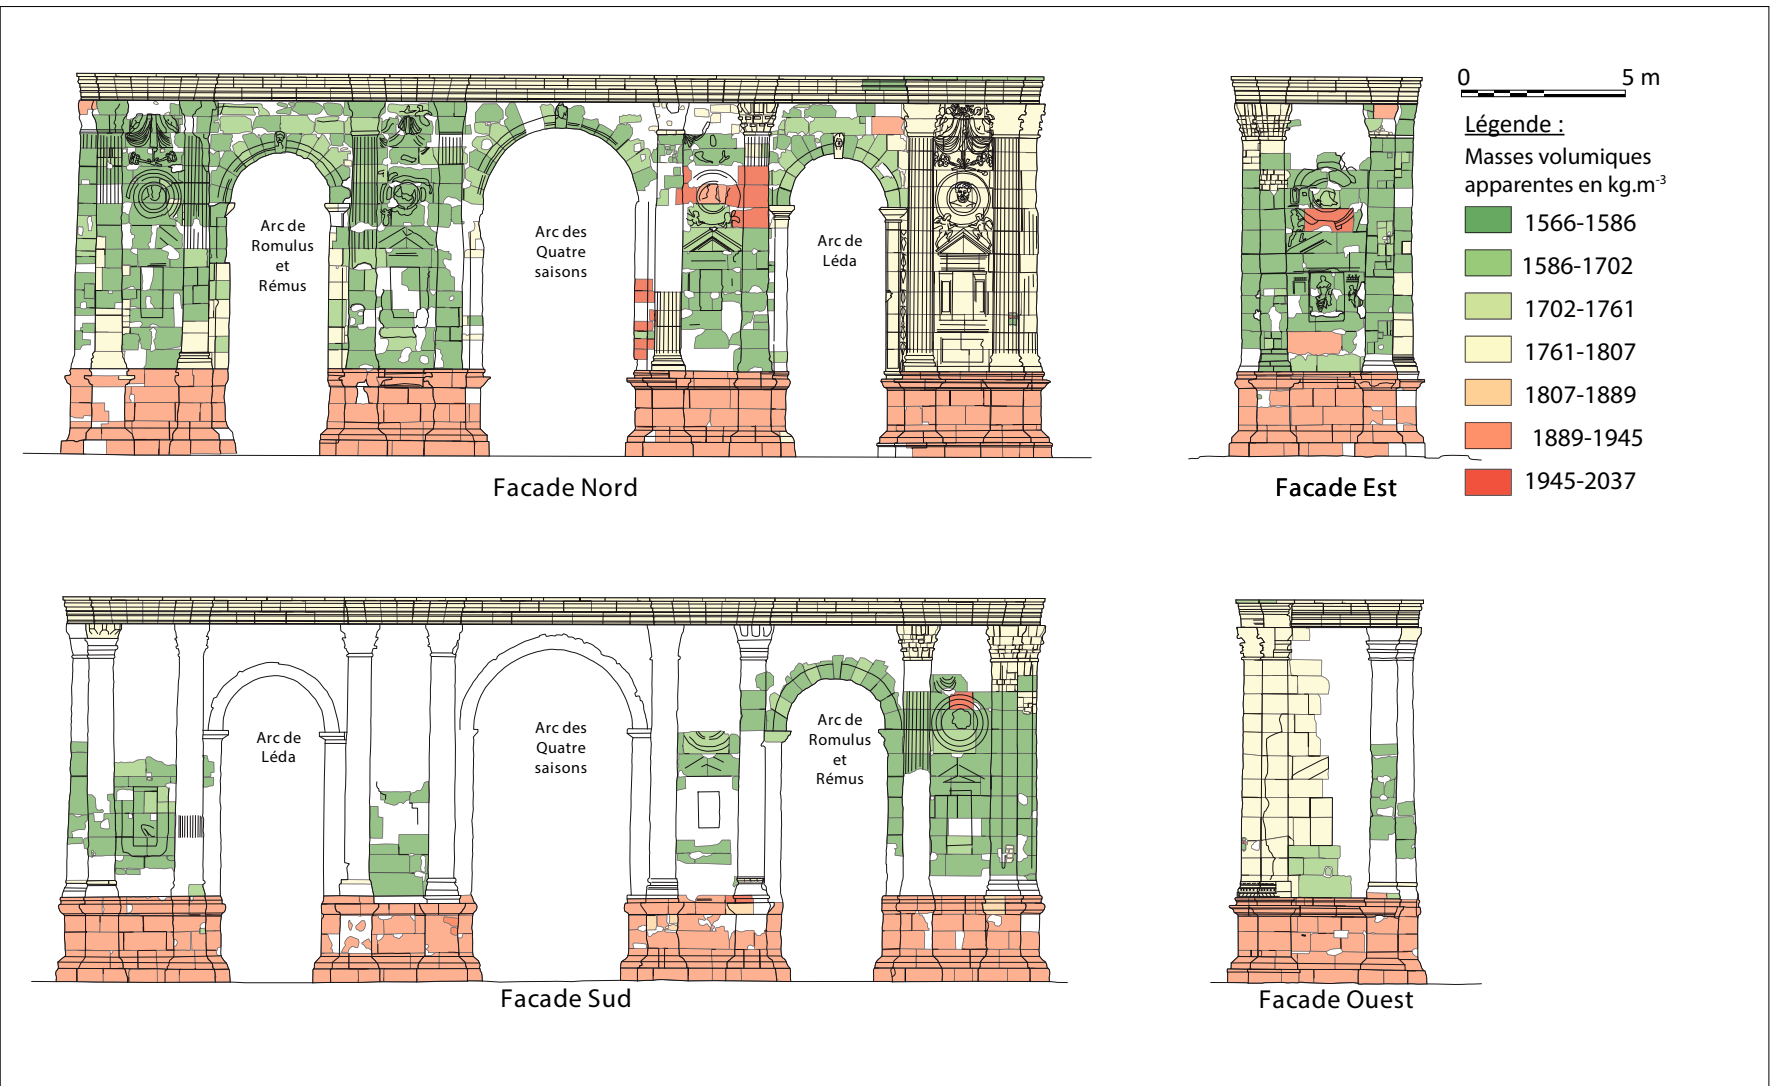 Arc de
Romulus
et
Rémus
Arc des
Quatre
saisons
Arc de
Léda
Facade Nord
Facade Est
0 5 m
Légende :
Masses volumiques
apparentes en kg.m-3
1566-1586
1586-1702
1702-1761
1761-1807
1807-1889
1889-1945
1945-2037
Arc de
Léda
Arc des
Quatre
saisons
Arc de
Romulus
et
Rémus
Facade Sud
Facade Ouest